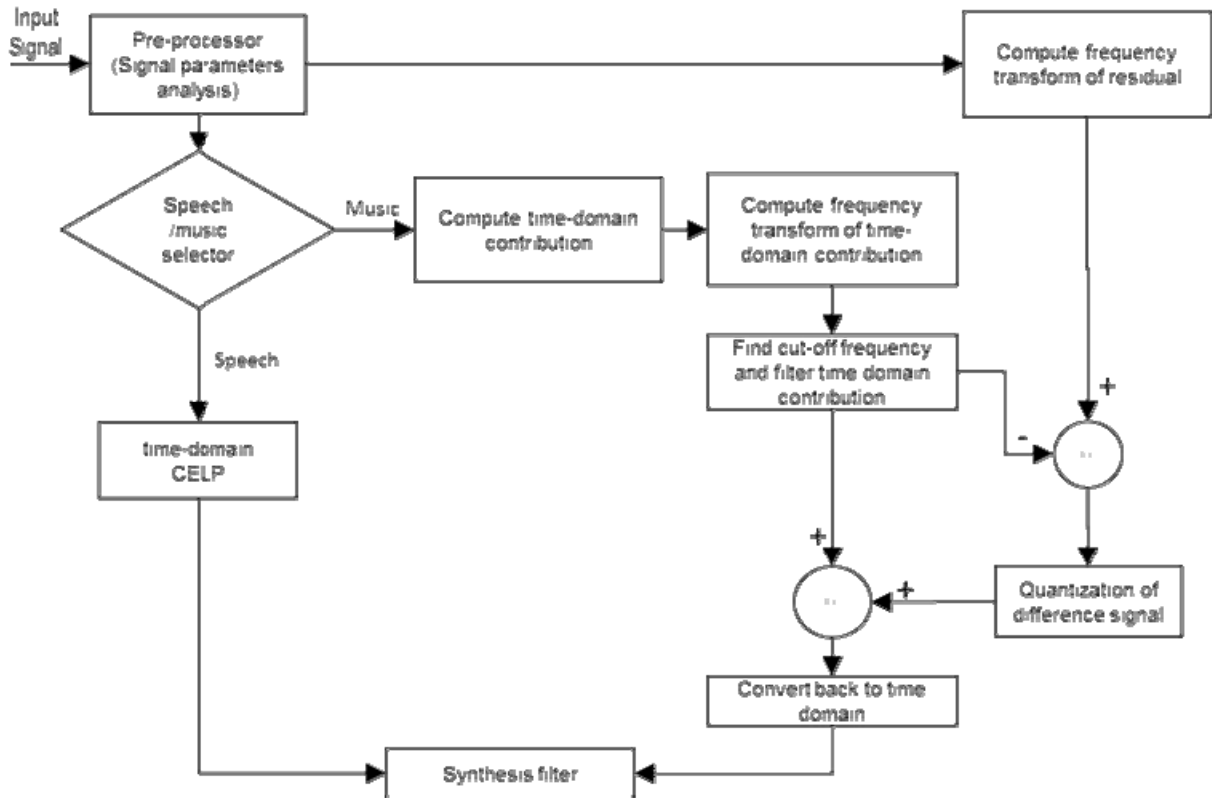 Input
Signal
Pre-processor
(Signal parameters
analysis)
Compute frequency
transform of residual
Speech
/music
selector
Music
Compute time-domain
contribution
Compute frequency
transform of time-
domain contribution
Speech
Find cut-off frequency
and filter time domain
contribution
+
-
time-domain
CELP
+
+
Quantization of
difference signal
Convert back to time
domain
Synthesis filter